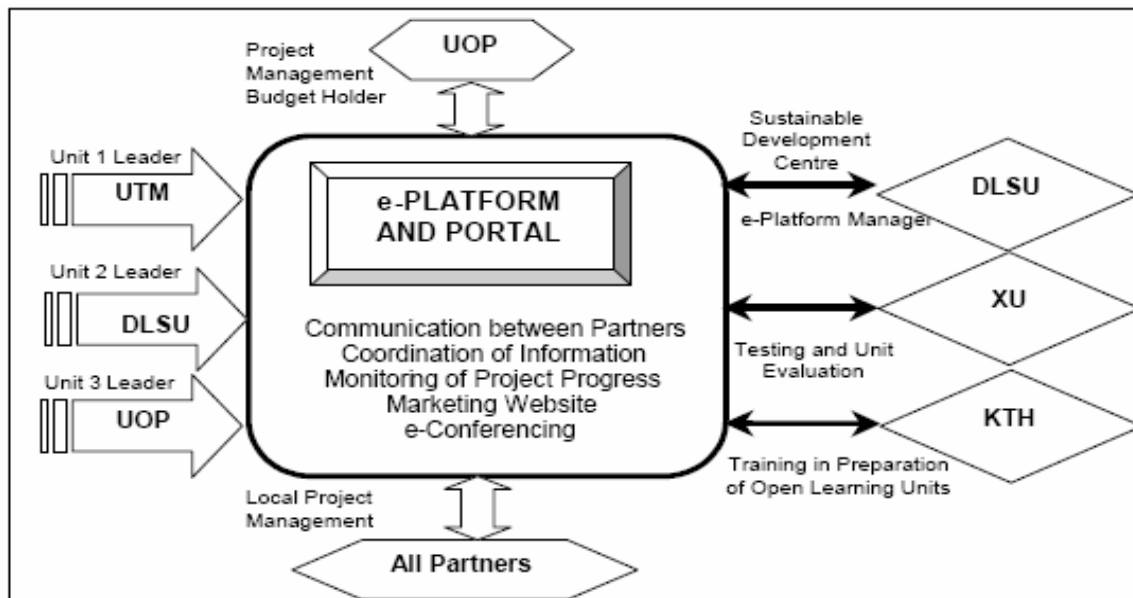 Project
Management
Budget Holder
UOP
Unit 1 Leader
UTM
Unit 2 Leader
DLSU
Unit 3 Leader
UOP
e-PLATFORM
AND PORTAL
Communication between Partners
Coordination of Information
Monitoring of Project Progress
Marketing Website
e-Conferencing
Sustainable
Development
Centre
DLSU
e-Platform Manager
XU
Testing and Unit
Evaluation
KTH
Training in Preparation
of Open Learning Units
Local Project
Management
All Partners